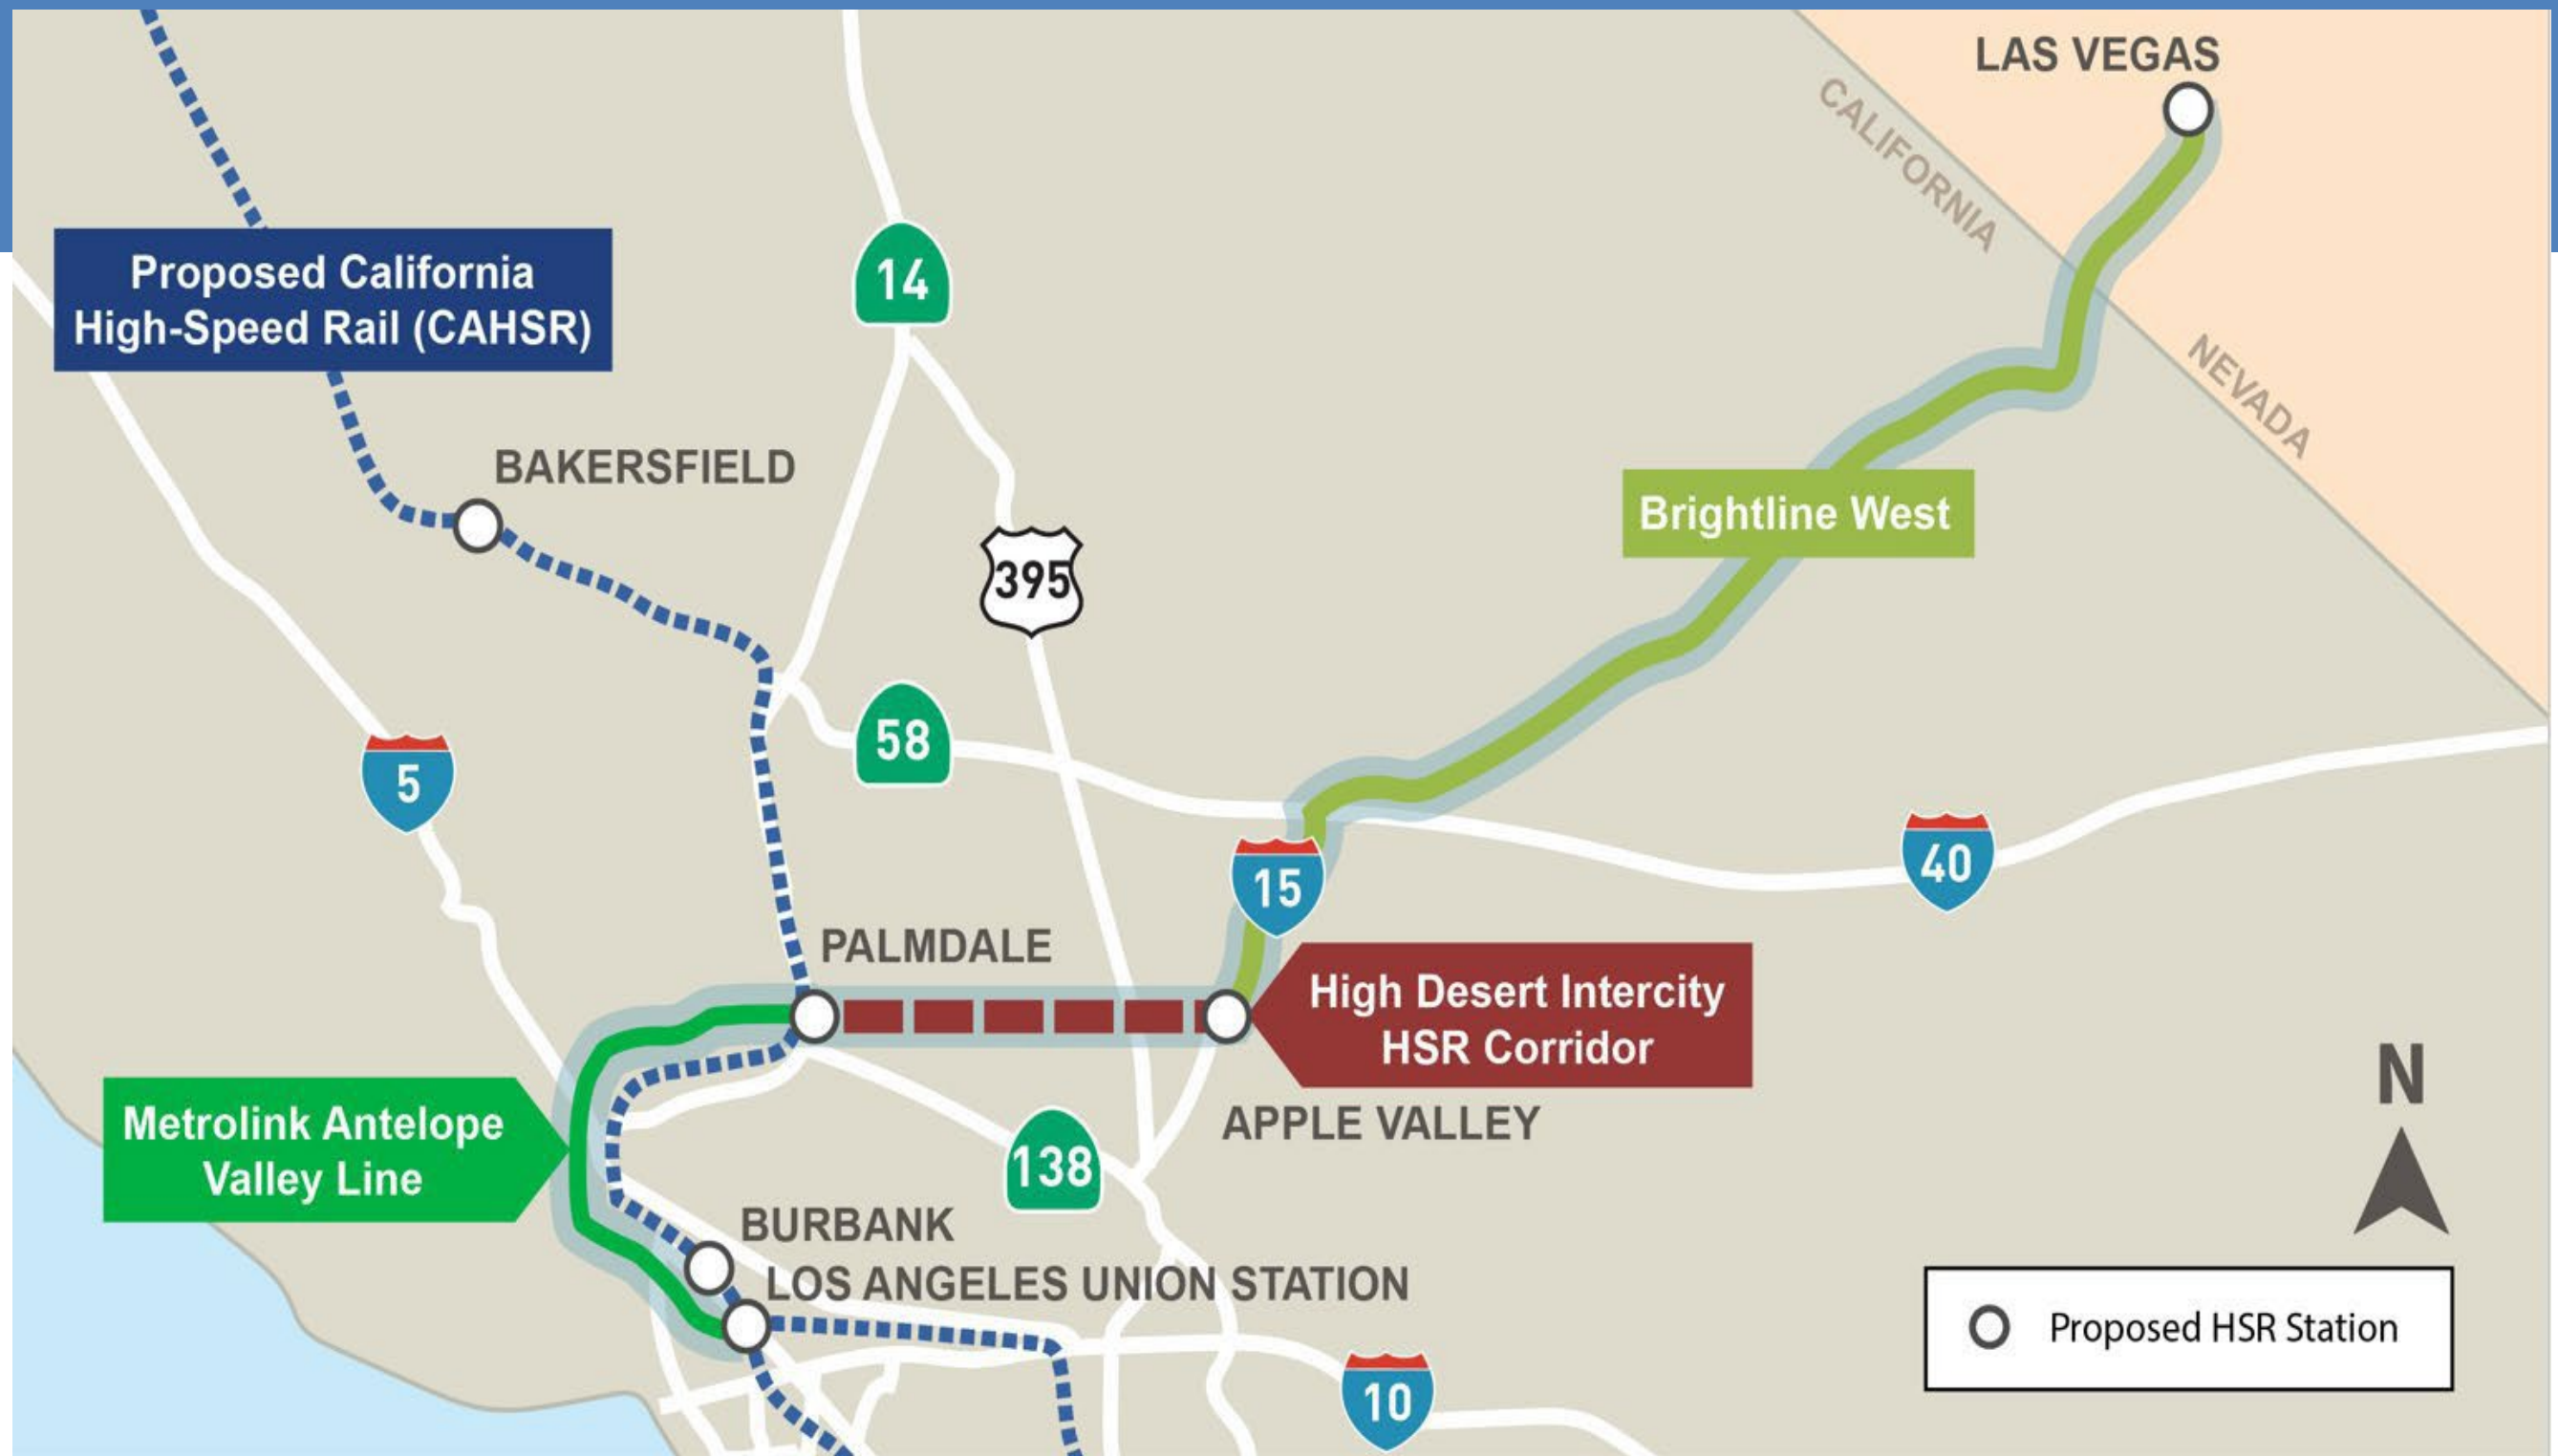 LAS VEGAS
CALIFORNIA
NEVADA
Proposed California
High-Speed Rail (CAHSR)
14
BAKERSFIELD
395
Brightline West
58
5
15
40
PALMDALE
High Desert Intercity
HSR Corridor
APPLE VALLEY
Metrolink Antelope
Valley Line
138
BURBANK
LOS ANGELES UNION STATION
10
N
Proposed HSR Station